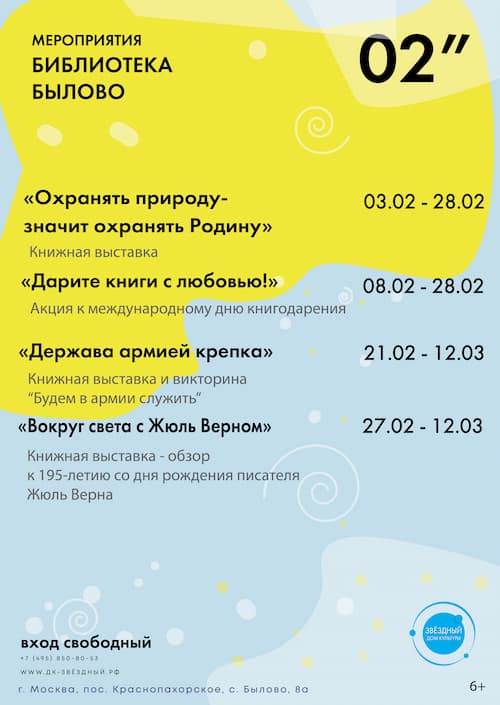 МЕРОПРИЯТИЯ
БИБЛИОТЕКА
БЫЛОВО
02”
«Охранять природу-
значит охранять Родину»
03.02 - 28.02
Книжная выставка
«Дарите книги с любовью!»
08.02 - 28.02
Акция к международному дню книгодарения
«Держава армией крепка»
21.02 - 12.03
Книжная выставка и викторина
“Будем в армии служить”
«Вокруг света с Жюль Верном»
27.02 - 12.03
Книжная выставка - обзор
к 195-летию со дня рождения писателя
Жюль Верна
вход свободный
+7 (495) 850-80-53
WWW.ДК-ЗВЁЗДНЫЙ.РФ
г. Москва, пос. Краснопахорское, с. Былово, 8а
ЗВЁЗДНЫЙ
ДОМ КУЛЬТУРЫ
6+